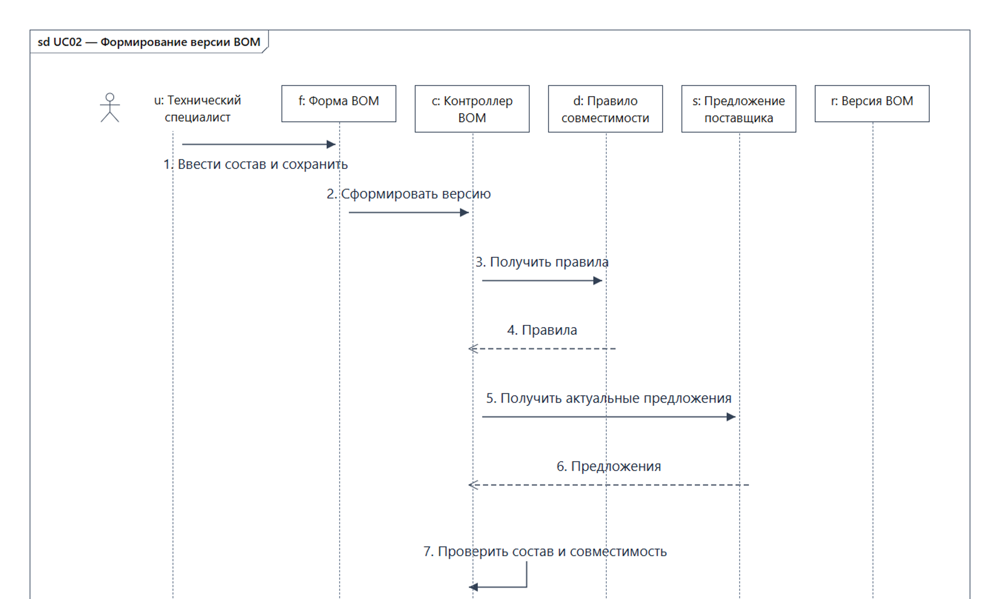 sd UC02 — Формирование версии BOM
u: Технический
специалист
f: Форма BOM
c: Контроллер
BOM
d: Правило
совместимости
s: Предложение
поставщика
r: Версия BOM
1. Ввести состав и сохранить
2. Сформировать версию
3. Получить правила
4. Правила
5. Получить актуальные предложения
6. Предложения
7. Проверить состав и совместимость